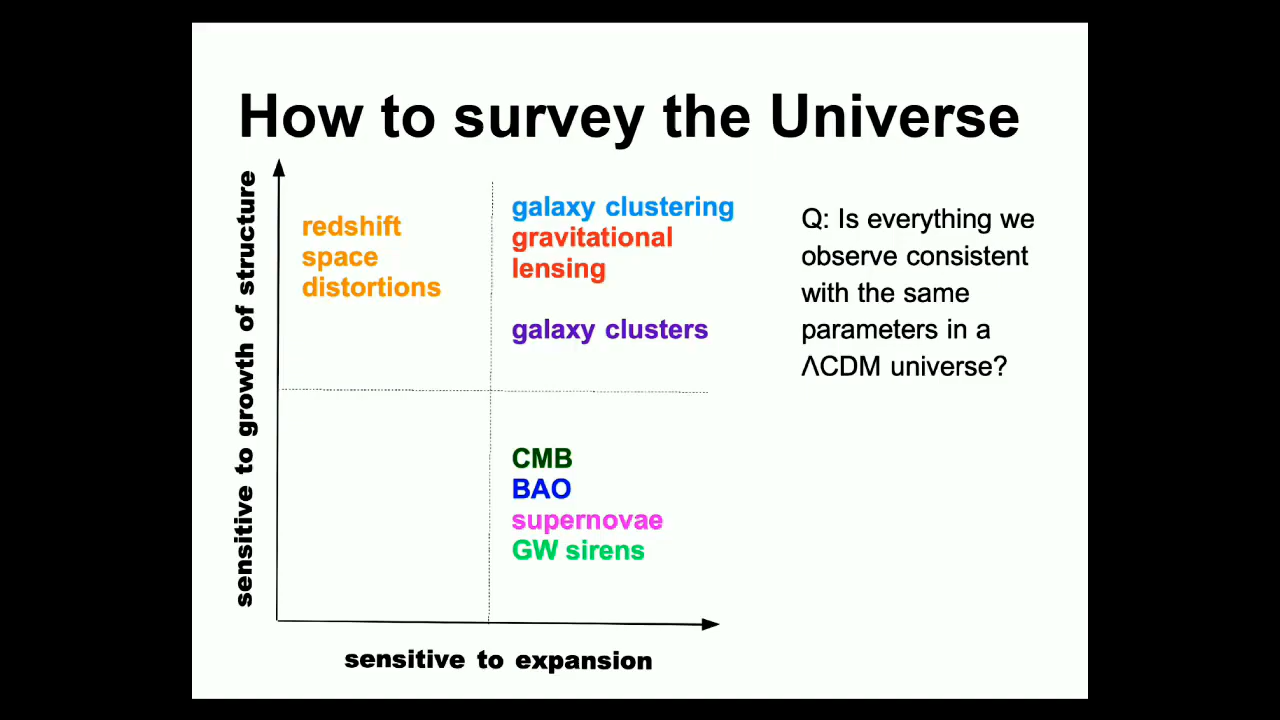 How to survey the Universe
sensitive to growth of structure
redshift
space
distortions
galaxy clustering
gravitational
lensing
galaxy clusters
CMB
BAO
supernovae
GW sirens
sensitive to expansion
Q: Is everything we
observe consistent
with the same
parameters in a
ΛCDM universe?